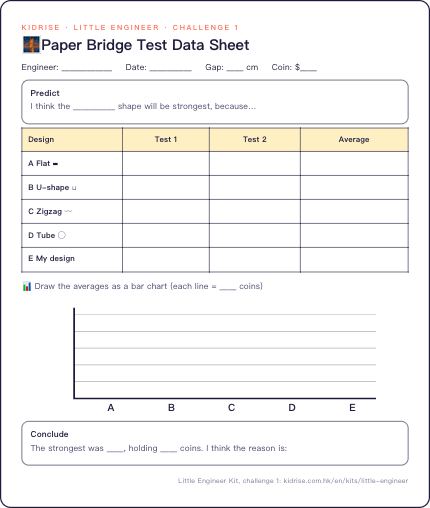 KIDRISE · LITTLE ENGINEER · CHALLENGE 1
🌉Paper Bridge Test Data Sheet
Engineer: __________ Date: ________ Gap: ____ cm Coin: $____
Predict
I think the _________ shape will be strongest, because…
Design Test 1 Test 2 Average
A Flat ▬
B U-shape ⊔
C Zigzag 〰
D Tube ◯
E My design
📊 Draw the averages as a bar chart (each line = ____ coins)
A B C D E
Conclude
The strongest was ____, holding ____ coins. I think the reason is:
Little Engineer Kit, challenge 1: kidrise.com.hk/en/kits/little-engineer